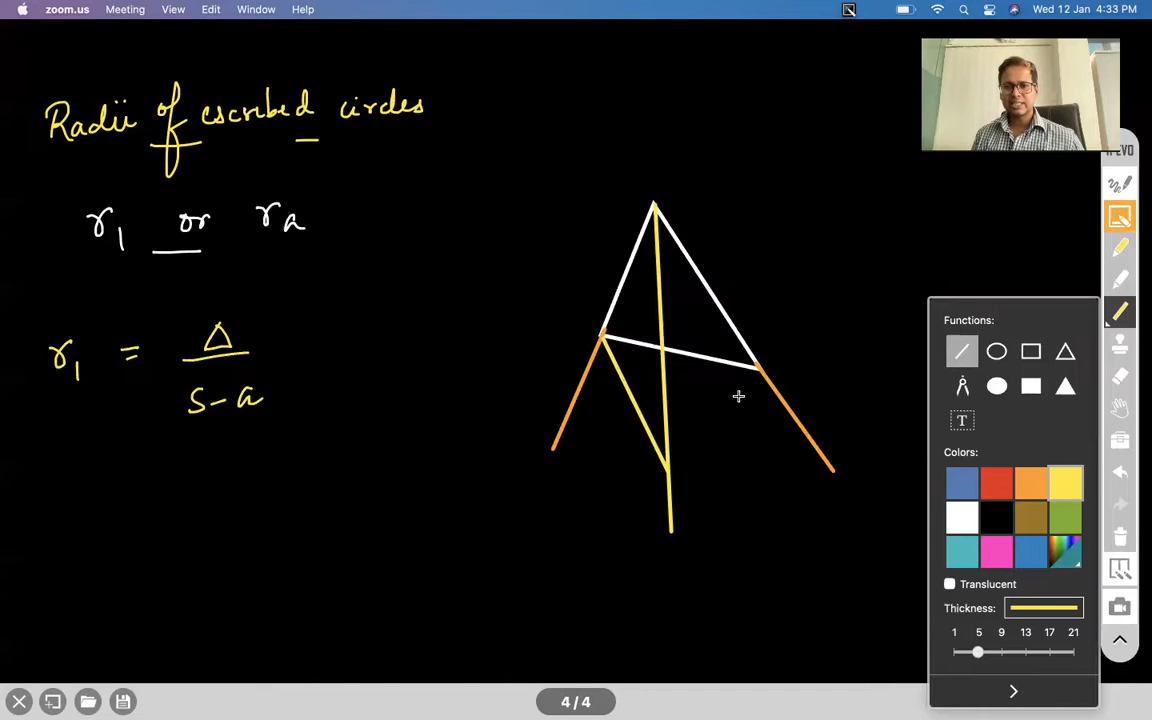 zoom.us Meeting View Edit Window Help Wed 12 Jan 4:33 PM
Radii of escribed circles
EVO
r₁ or rₐ
Functions:
r₁ = Δ / s-a
T
Colors:
Translucent
Thickness:
1 5 9 13 17 21
4/4